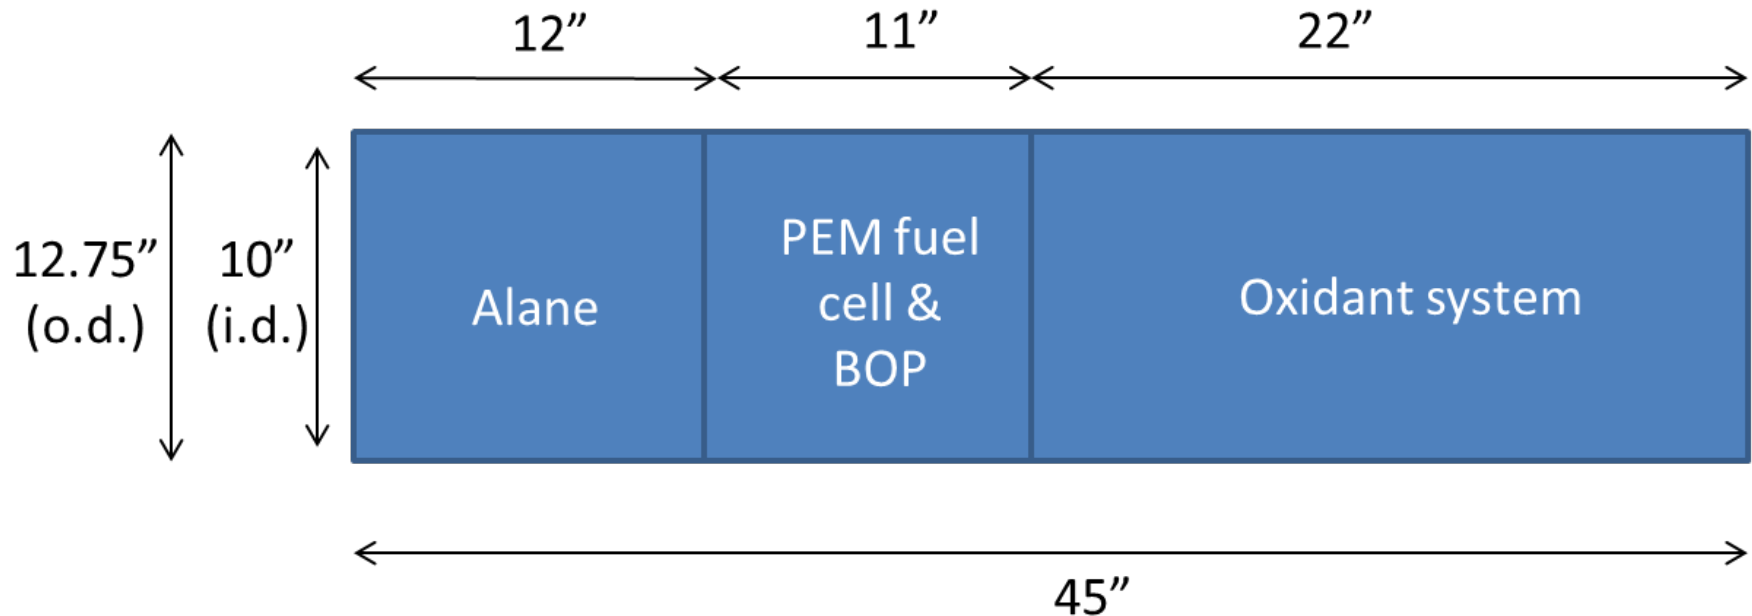 12”
11”
22”
12.75”
(o.d.)
10”
(i.d.)
Alane
PEM fuel
cell &
BOP
Oxidant system
45”